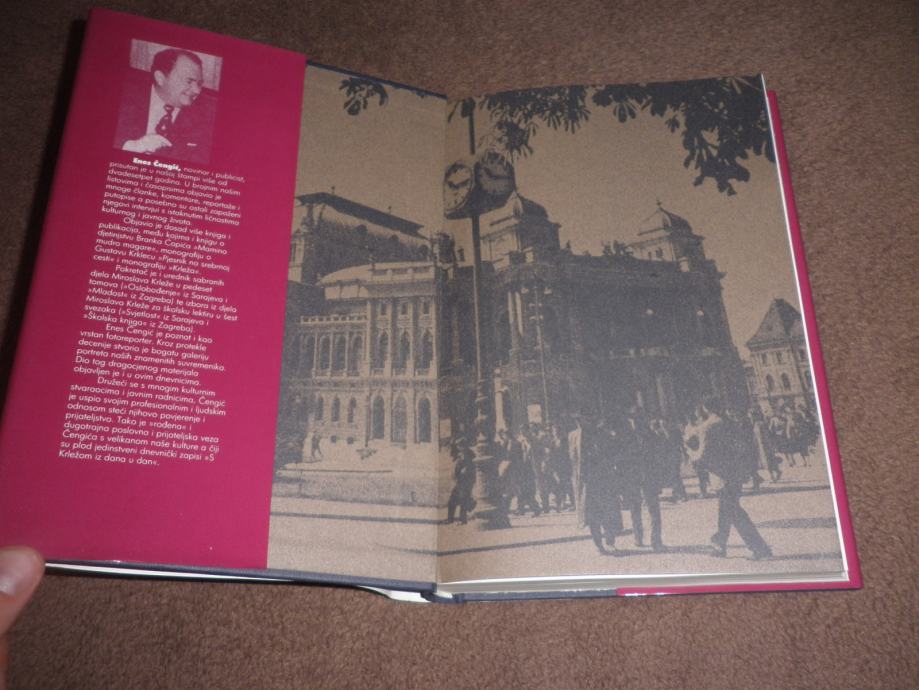 Enes Čengić, novinar i publicist,
prisutan je u našoj štampi više od
dvadesetpet godina. U brojnim našim
listovima i časopisima objavio je
mnoge članke, komentare, reportaže i
putopise a posebno su ostali zapaženi
njegovi intervjui s istaknutim ličnostima
kulturnog i javnog života.
Objavio je dosad više knjiga i
publikacija, među kojima i knjigu o
djetinjstvu Branka Ćopića »Mamina
mudra magare«, monografiju o
Gustavu Krklecu »Pjesnik na srebrnoj
cesti« i monografiju »Krleža«.
Pokretač je i urednik sabranih
djela Miroslava Krleže u pedeset
tomova (»Oslobođenje« iz Sarajeva i
»Mladost« iz Zagreba) te izbora iz djela
Miroslava Krleže za školsku lektiru u šest
svezaka (»Svjetlost« iz Sarajeva i
»Školska knjiga« iz Zagreba).
Enes Čengić je poznat i kao
vrstan fotoreporter. Kroz protekle
decenije stvorio je bogatu galeriju
portreta naših znamenitih suvremenika.
Dio tog dragocjenog materijala
objavljen je i u ovim dnevnicima.
Družeći se s mnogim kulturnim
stvaraocima i javnim radnicima, Čengić
je uspio svojim profesionalnim i ljudskim
odnosom steći njihovo povjerenje i
prijateljstvo. Tako je »rođena« i
dugotrajna poslovna i prijateljska veza
Čengića s velikanom naše kulture a čiji
su plod jedinstveni dnevnički zapisi »S
Krležom iz dana u dan«.